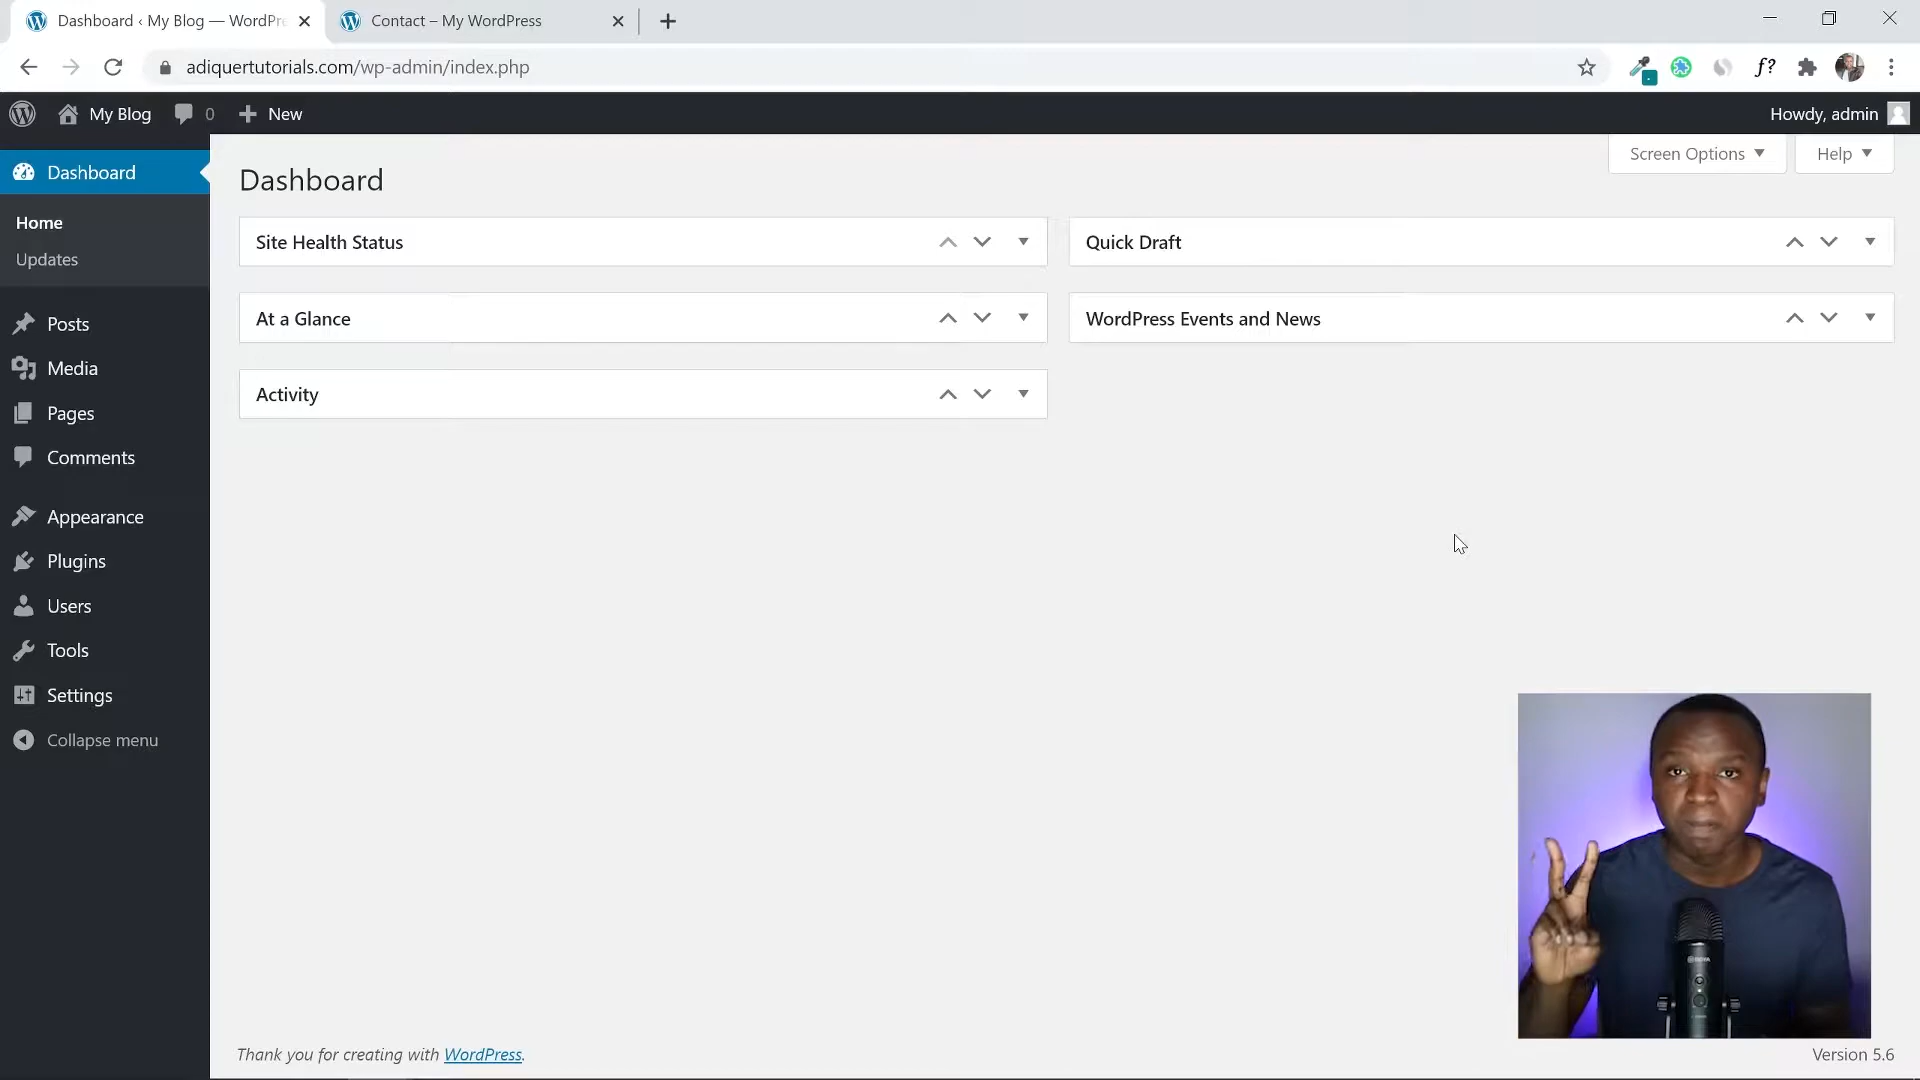 Dashboard ‹ My Blog — WordPr
Contact – My WordPress
adiquertutorials.com/wp-admin/index.php
f?
My Blog
0
New
Howdy, admin
Dashboard
Home
Updates
Posts
Media
Pages
Comments
Appearance
Plugins
Users
Tools
Settings
Collapse menu
Screen Options
Help
Dashboard
Site Health Status
Quick Draft
At a Glance
WordPress Events and News
Activity
Thank you for creating with WordPress.
Version 5.6